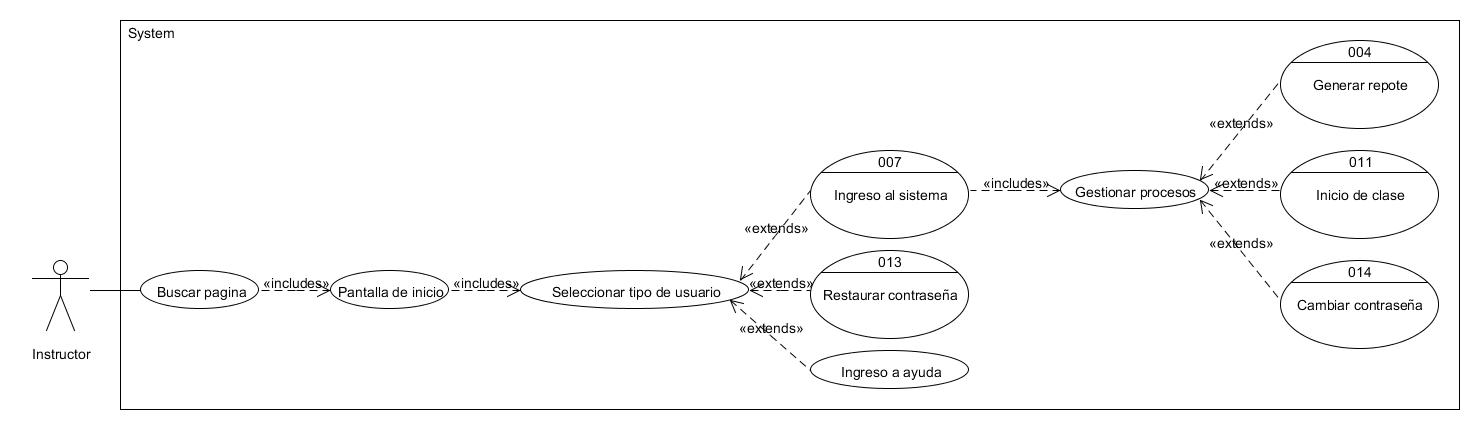 System
004
Generar repote
«extends»
007
Ingreso al sistema
«includes»
Gestionar procesos
«extends»
011
Inicio de clase
«extends»
«extends»
013
Restaurar contraseña
014
Cambiar contraseña
Instructor
Buscar pagina
«includes»
Pantalla de inicio
«includes»
Seleccionar tipo de usuario
«extends»
«extends»
Ingreso a ayuda